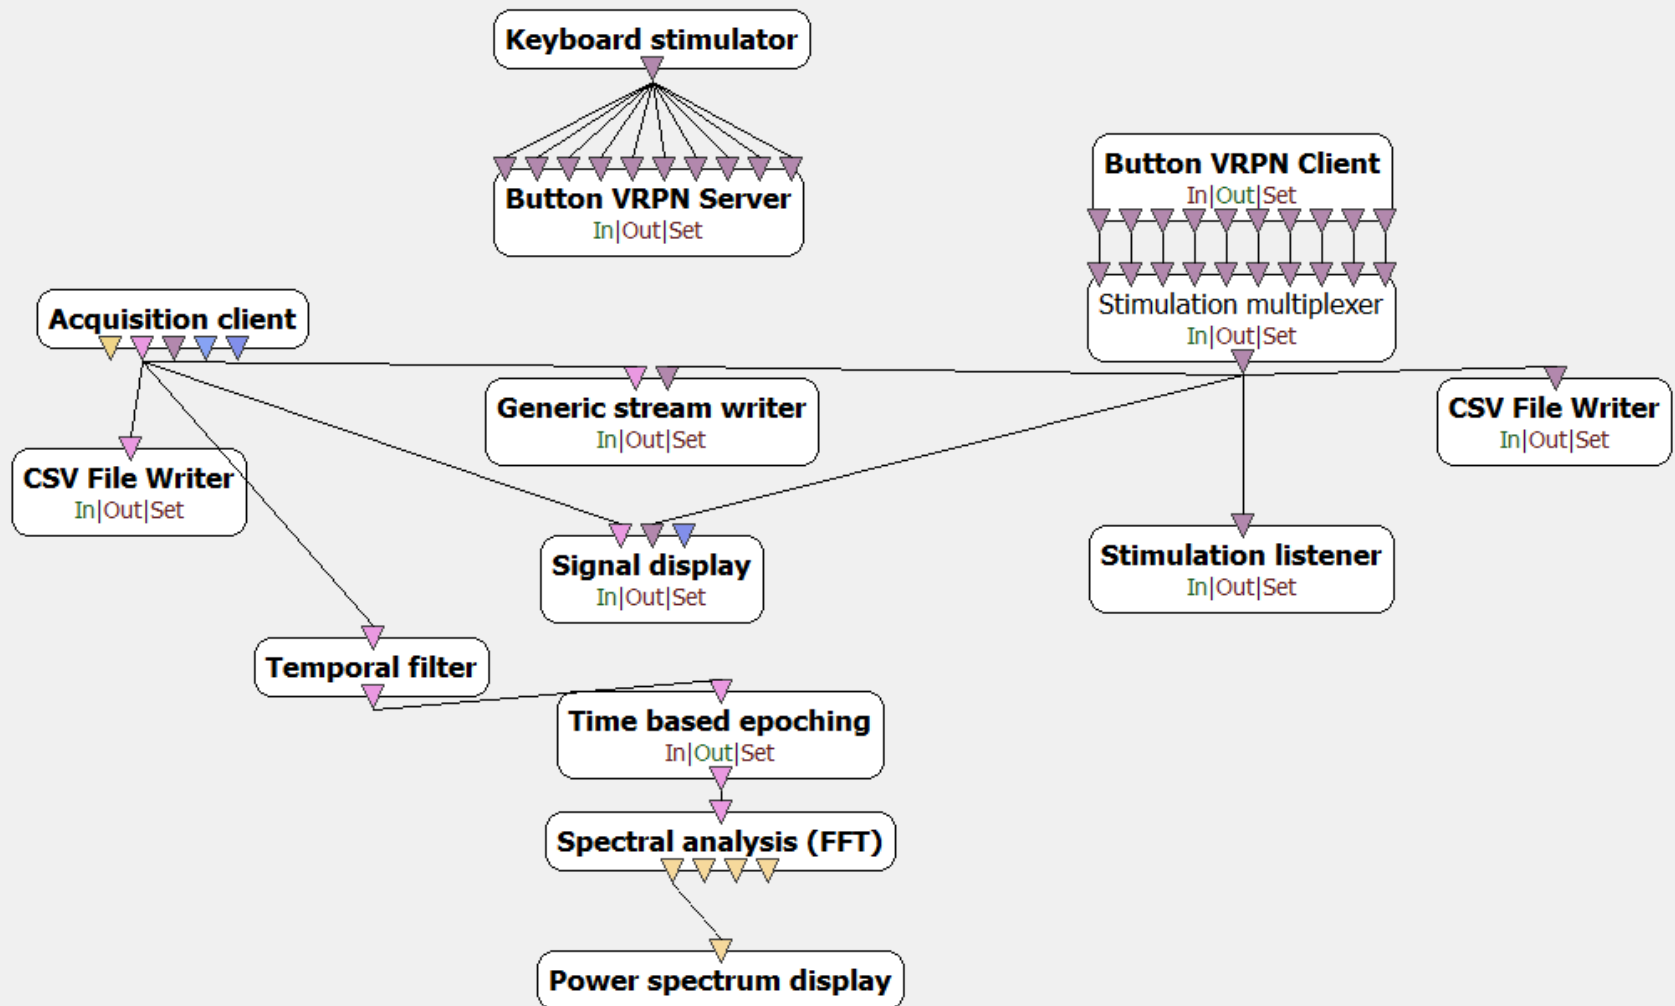 Keyboard stimulator
Button VRPN Server
In|Out|Set
Button VRPN Client
In|Out|Set
Stimulation multiplexer
In|Out|Set
Acquisition client
Generic stream writer
In|Out|Set
CSV File Writer
In|Out|Set
CSV File Writer
In|Out|Set
Signal display
In|Out|Set
Stimulation listener
In|Out|Set
Temporal filter
Time based epoching
In|Out|Set
Spectral analysis (FFT)
Power spectrum display